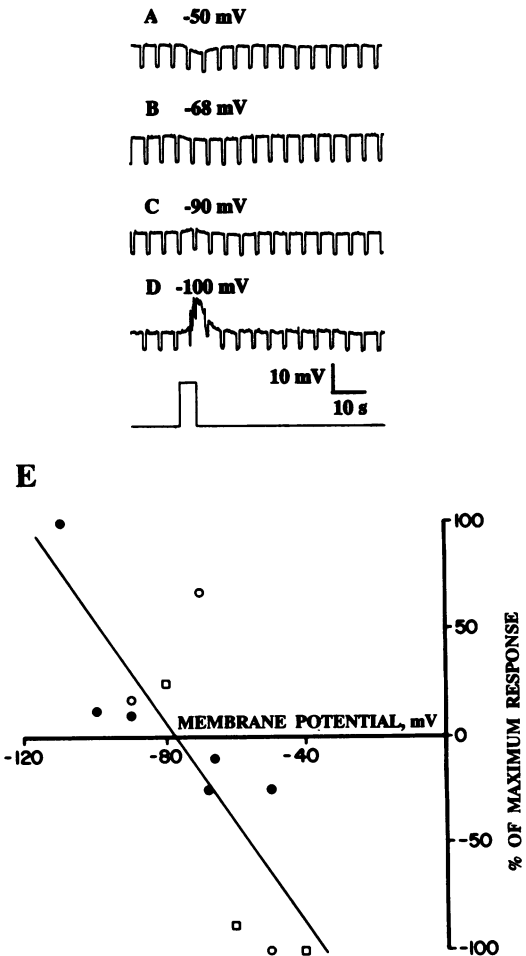 A -50 mV
B -68 mV
C -90 mV
D -100 mV
10 mV
10 s
E
100
50
0
-50
-100
% OF MAXIMUM RESPONSE
MEMBRANE POTENTIAL, mV
-120
-80
-40